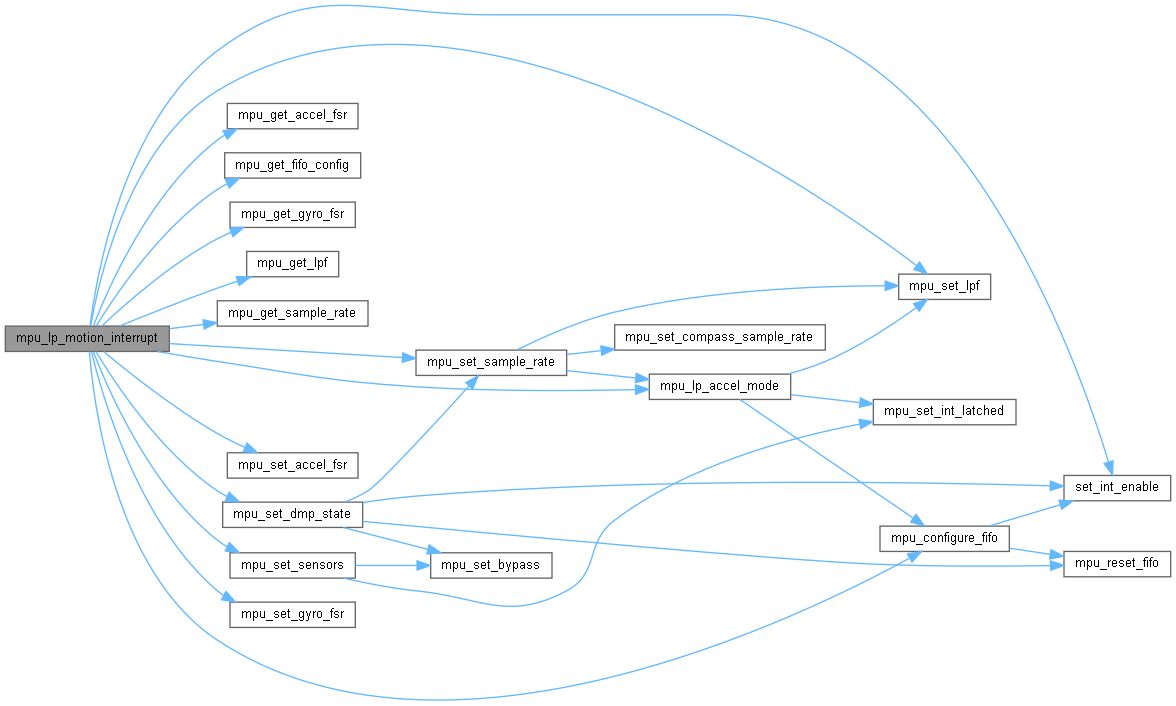 mpu_lp_motion_interrupt
mpu_get_accel_fsr
mpu_get_fifo_config
mpu_get_gyro_fsr
mpu_get_lpf
mpu_get_sample_rate
mpu_set_sample_rate
mpu_set_accel_fsr
mpu_set_dmp_state
mpu_set_sensors
mpu_set_gyro_fsr
mpu_set_bypass
mpu_set_compass_sample_rate
mpu_lp_accel_mode
mpu_set_lpf
mpu_set_int_latched
mpu_configure_fifo
set_int_enable
mpu_reset_fifo